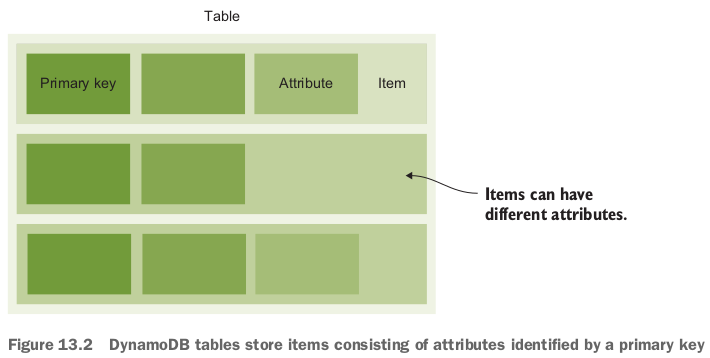 Table
Primary key
Attribute
Item
Items can have
different attributes.
Figure 13.2 DynamoDB tables store items consisting of attributes identified by a primary key